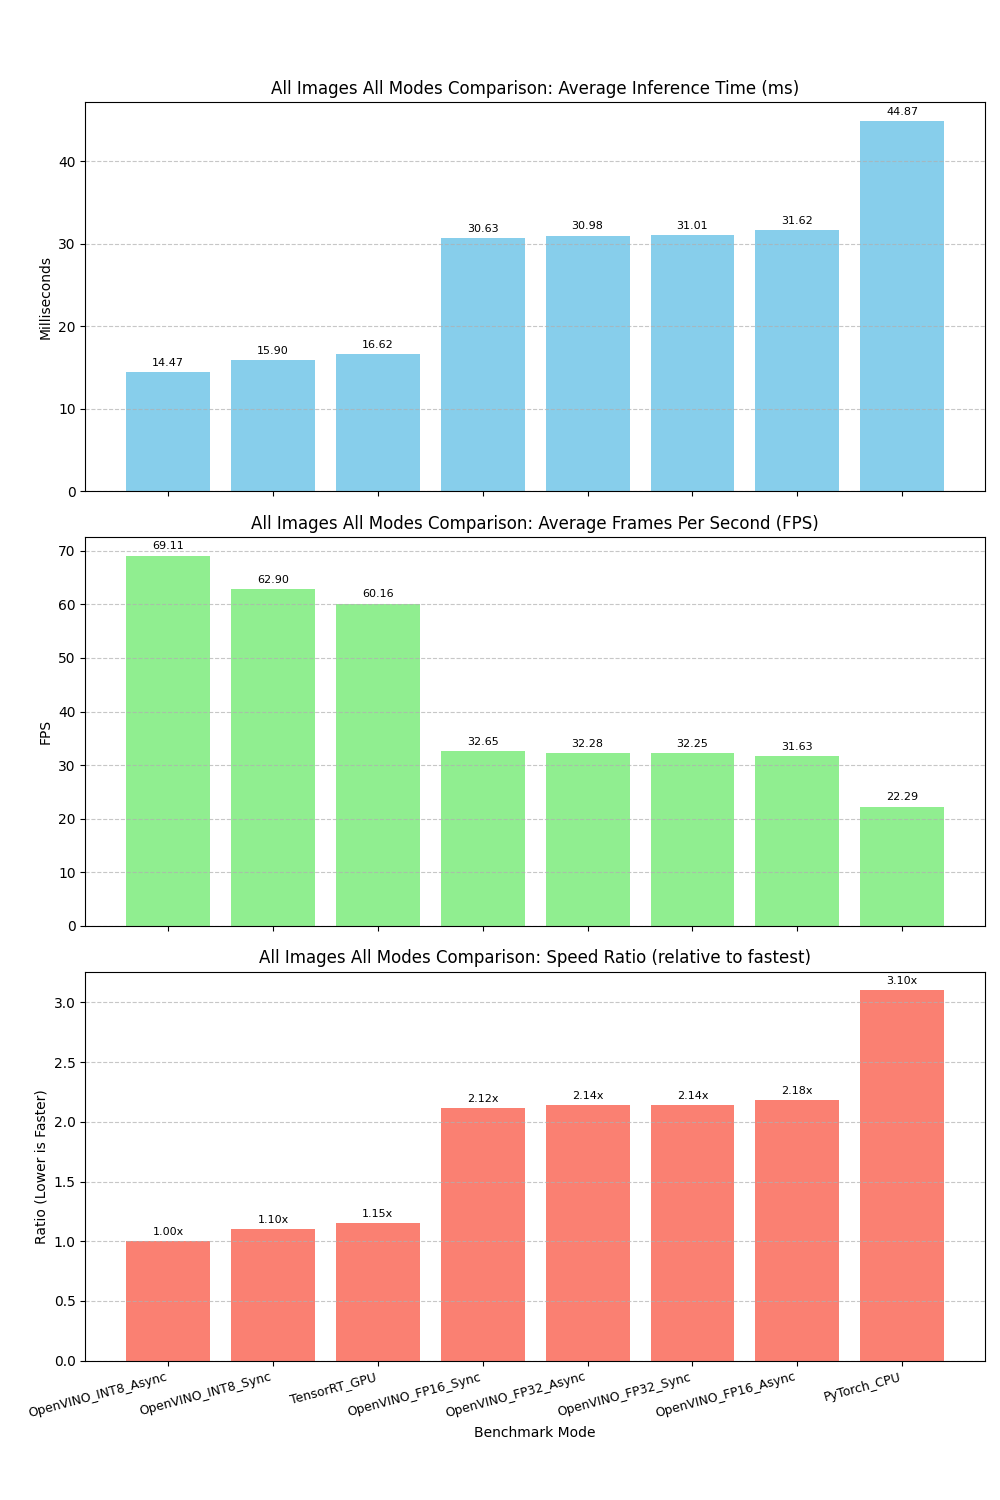 All Images All Modes Comparison: Average Inference Time (ms)
Milliseconds
40
30
20
10
0
14.47
15.90
16.62
30.63
30.98
31.01
31.62
44.87
All Images All Modes Comparison: Average Frames Per Second (FPS)
FPS
70
60
50
40
30
20
10
0
69.11
62.90
60.16
32.65
32.28
32.25
31.63
22.29
All Images All Modes Comparison: Speed Ratio (relative to fastest)
Ratio (Lower is Faster)
3.0
2.5
2.0
1.5
1.0
0.5
0.0
1.00x
1.10x
1.15x
2.12x
2.14x
2.14x
2.18x
3.10x
OpenVINO_INT8_Async
OpenVINO_INT8_Sync
TensorRT_GPU
OpenVINO_FP16_Sync
OpenVINO_FP32_Async
OpenVINO_FP32_Sync
OpenVINO_FP16_Async
PyTorch_CPU
Benchmark Mode